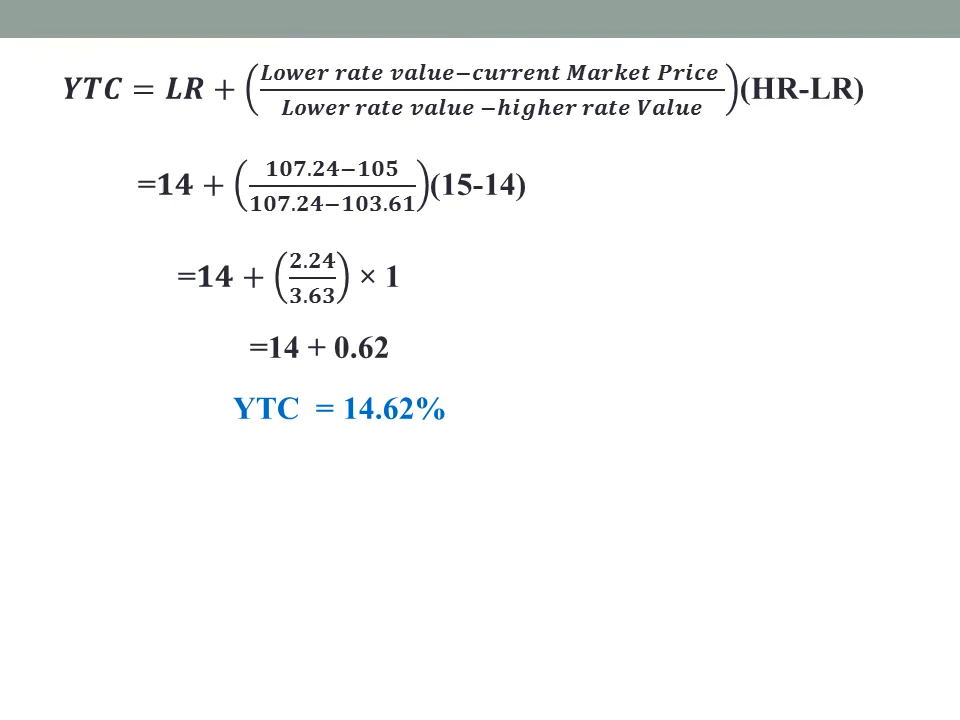 YTC = LR + (Lower rate value−current Market Price / Lower rate value −higher rate Value)(HR-LR)
=14 + (107.24−105 / 107.24−103.61)(15-14)
=14 + (2.24 / 3.63) × 1
=14 + 0.62
YTC = 14.62%